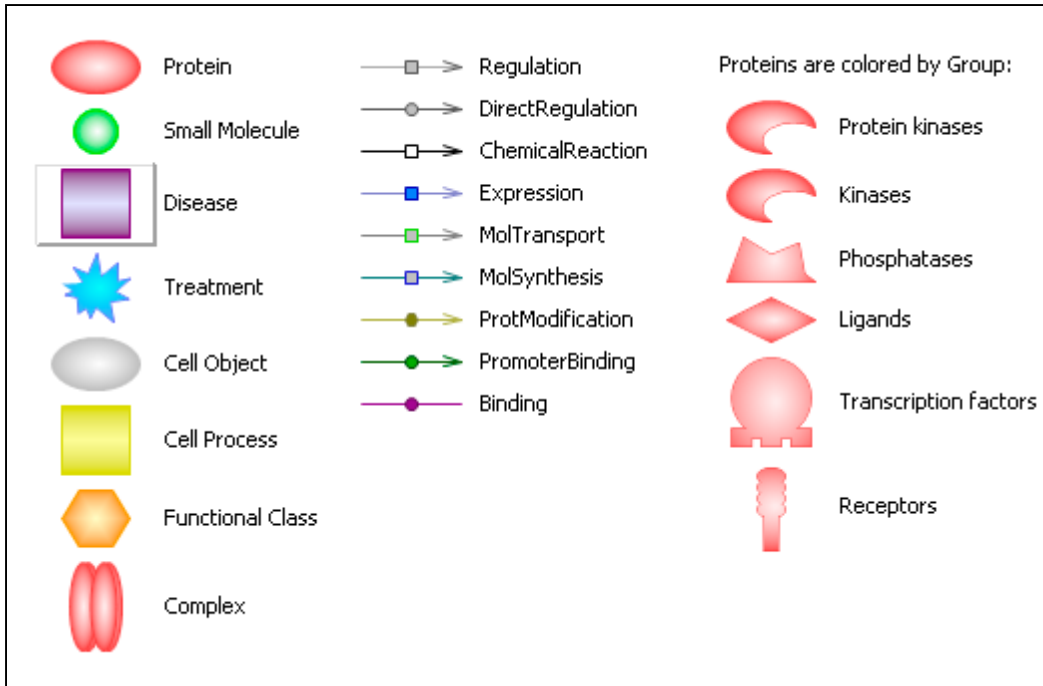 Protein
Small Molecule
Disease
Treatment
Cell Object
Cell Process
Functional Class
Complex
Regulation
DirectRegulation
ChemicalReaction
Expression
MolTransport
MolSynthesis
ProtModification
PromoterBinding
Binding
Proteins are colored by Group:
Protein kinases
Kinases
Phosphatases
Ligands
Transcription factors
Receptors